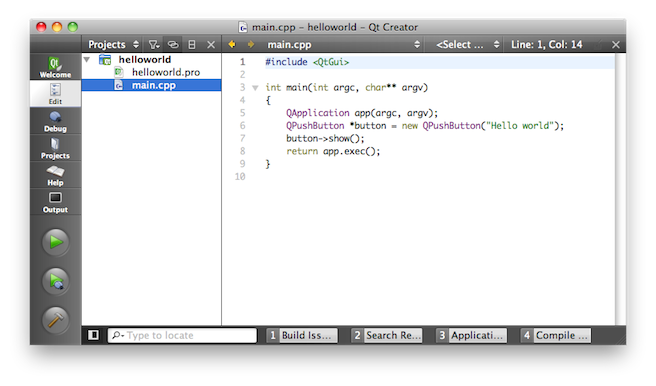 main.cpp – helloworld – Qt Creator
Projects
main.cpp
<Select ...
Line: 1, Col: 14
Qt
Welcome
Edit
Debug
Projects
Help
Output
helloworld
helloworld.pro
main.cpp
1 #include <QtGui>
2
3 int main(int argc, char** argv)
4 {
5 QApplication app(argc, argv);
6 QPushButton *button = new QPushButton("Hello world");
7 button->show();
8 return app.exec();
9 }
10
Type to locate
1 Build Iss...
2 Search Re...
3 Applicati...
4 Compile ...